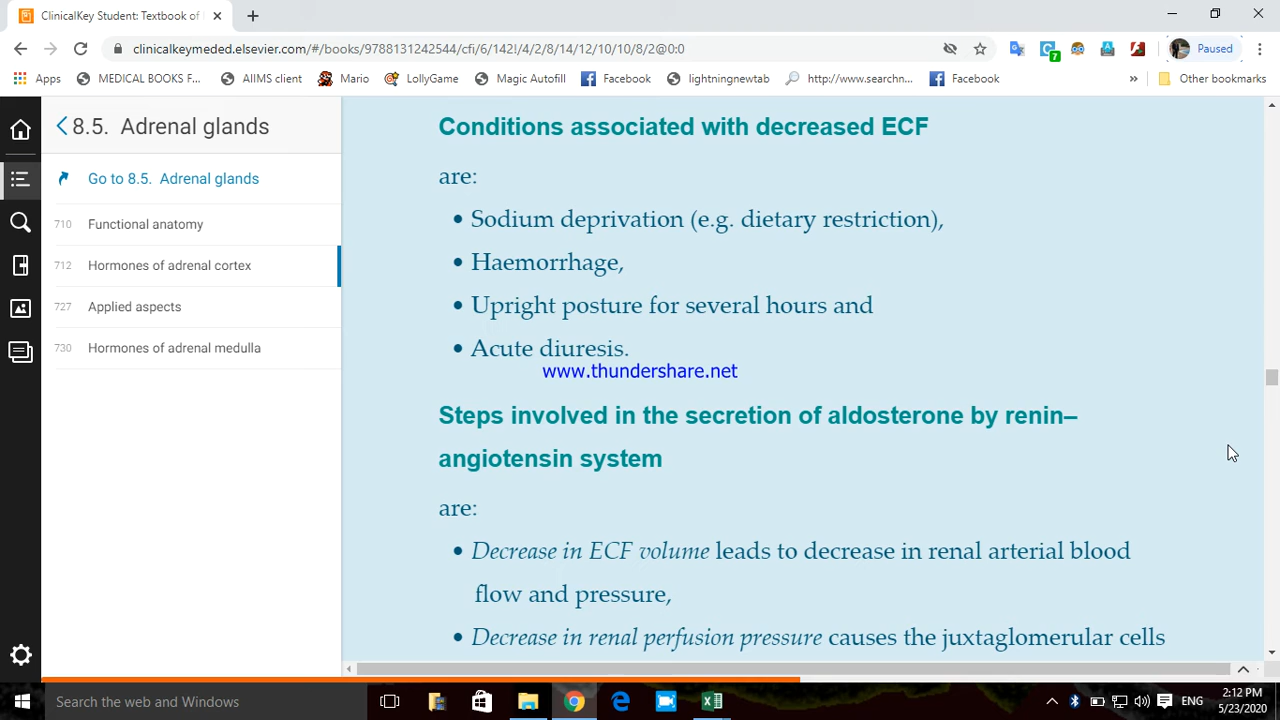 ClinicalKey Student: Textbook of
clinicalkeymeded.elsevier.com/#/books/9788131242544/cfi/6/142!/4/2/8/14/12/10/10/8/2@0:0
7
Paused
Apps
MEDICAL BOOKS F...
AIIMS client
Mario
LollyGame
Magic Autofill
Facebook
lightningnewtab
http://www.searchn...
Facebook
»
Other bookmarks
8.5. Adrenal glands
Go to 8.5. Adrenal glands
710 Functional anatomy
712 Hormones of adrenal cortex
727 Applied aspects
730 Hormones of adrenal medulla
Conditions associated with decreased ECF
are:
• Sodium deprivation (e.g. dietary restriction),
• Haemorrhage,
• Upright posture for several hours and
• Acute diuresis.
www.thundershare.net
Steps involved in the secretion of aldosterone by renin–
angiotensin system
are:
• Decrease in ECF volume leads to decrease in renal arterial blood
flow and pressure,
• Decrease in renal perfusion pressure causes the juxtaglomerular cells
Search the web and Windows
ENG
2:12 PM
5/23/2020